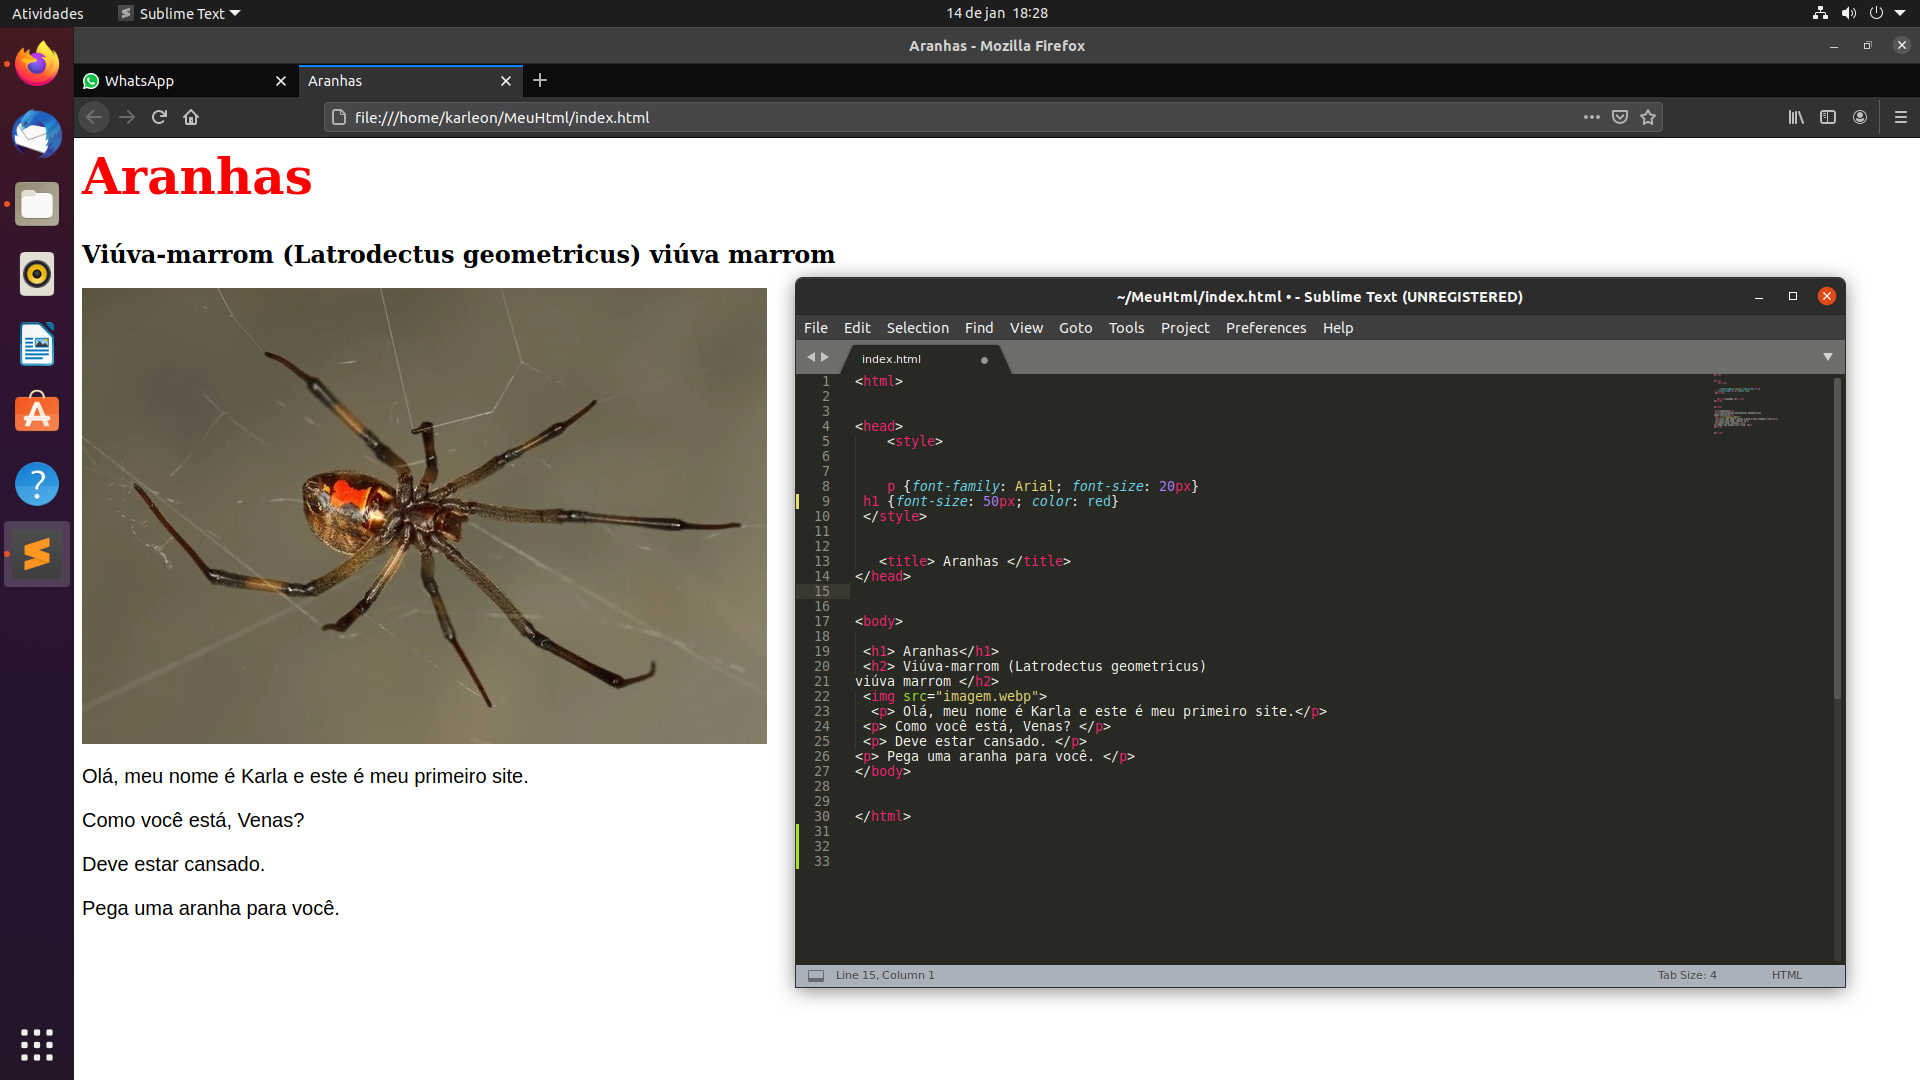 Atividades
Sublime Text
14 de jan 18:28
Aranhas - Mozilla Firefox
WhatsApp
Aranhas
file:///home/karleon/MeuHtml/index.html
Aranhas
Viúva-marrom (Latrodectus geometricus) viúva marrom
Olá, meu nome é Karla e este é meu primeiro site.
Como você está, Venas?
Deve estar cansado.
Pega uma aranha para você.
~/MeuHtml/index.html • - Sublime Text (UNREGISTERED)
File Edit Selection Find View Goto Tools Project Preferences Help
index.html
1 <html>
2
3
4 <head>
5 <style>
6
7
8 p {font-family: Arial; font-size: 20px}
9 h1 {font-size: 50px; color: red}
10 </style>
11
12
13 <title> Aranhas </title>
14 </head>
15
16
17 <body>
18
19 <h1> Aranhas</h1>
20 <h2> Viúva-marrom (Latrodectus geometricus)
21 viúva marrom </h2>
22 <img src="imagem.webp">
23 <p> Olá, meu nome é Karla e este é meu primeiro site.</p>
24 <p> Como você está, Venas? </p>
25 <p> Deve estar cansado. </p>
26 <p> Pega uma aranha para você. </p>
27 </body>
28
29
30 </html>
31
32
33
Line 15, Column 1
Tab Size: 4
HTML